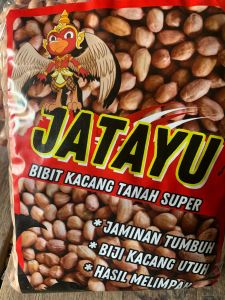 JATAYU
BIBIT KACANG TANAH SUPER
* JAMINAN TUMBUH
* BIJI KACANG UTUH
* HASIL MELIMPAH